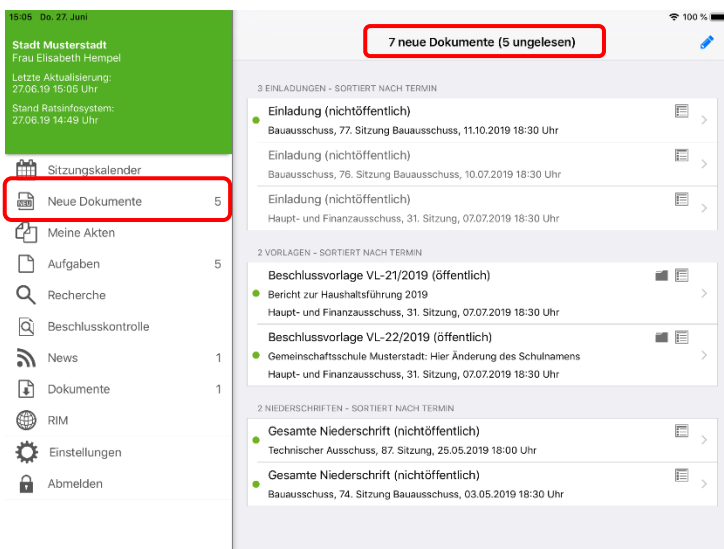 15:05 Do. 27. Juni
100 %
Stadt Musterstadt
Frau Elisabeth Hempel
Letzte Aktualisierung:
27.06.19 15:05 Uhr
Stand Ratsinfosystem:
27.06.19 14:49 Uhr
Sitzungskalender
NEU
Neue Dokumente 5
Meine Akten
Aufgaben 5
Recherche
Beschlusskontrolle
News 1
Dokumente 1
RIM
Einstellungen
Abmelden
7 neue Dokumente (5 ungelesen)
3 EINLADUNGEN - SORTIERT NACH TERMIN
Einladung (nichtöffentlich)
Bauausschuss, 77. Sitzung Bauausschuss, 11.10.2019 18:30 Uhr
Einladung (nichtöffentlich)
Bauausschuss, 76. Sitzung Bauausschuss, 10.07.2019 18:30 Uhr
Einladung (nichtöffentlich)
Haupt- und Finanzausschuss, 31. Sitzung, 07.07.2019 18:30 Uhr
2 VORLAGEN - SORTIERT NACH TERMIN
Beschlussvorlage VL-21/2019 (öffentlich)
Bericht zur Haushaltsführung 2019
Haupt- und Finanzausschuss, 31. Sitzung, 07.07.2019 18:30 Uhr
Beschlussvorlage VL-22/2019 (öffentlich)
Gemeinschaftsschule Musterstadt: Hier Änderung des Schulnamens
Haupt- und Finanzausschuss, 31. Sitzung, 07.07.2019 18:30 Uhr
2 NIEDERSCHRIFTEN - SORTIERT NACH TERMIN
Gesamte Niederschrift (nichtöffentlich)
Technischer Ausschuss, 87. Sitzung, 25.05.2019 18:00 Uhr
Gesamte Niederschrift (nichtöffentlich)
Bauausschuss, 74. Sitzung Bauausschuss, 03.05.2019 18:30 Uhr